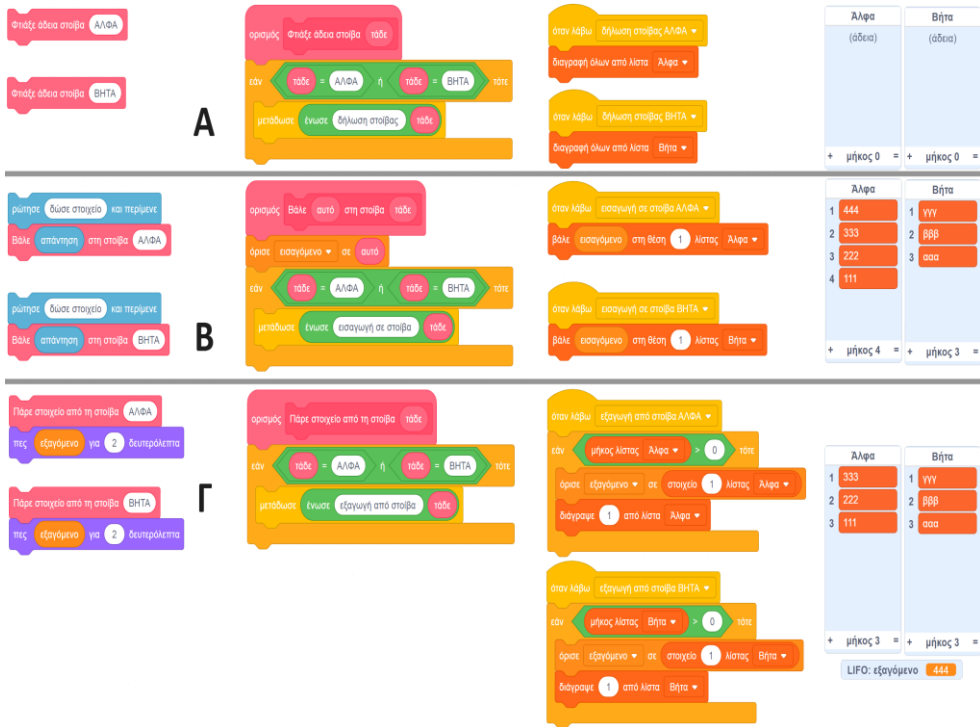 Φτιάξε άδεια στοίβα ΑΛΦΑ
Φτιάξε άδεια στοίβα ΒΗΤΑ
Α
ορισμός Φτιάξε άδεια στοίβα τάδε
εάν τάδε = ΑΛΦΑ ή τάδε = ΒΗΤΑ τότε
μετάδωσε ένωσε δήλωση στοίβας τάδε
όταν λάβω δήλωση στοίβας ΑΛΦΑ
διαγραφή όλων από λίστα Άλφα
όταν λάβω δήλωση στοίβας ΒΗΤΑ
διαγραφή όλων από λίστα Βήτα
Άλφα
(άδεια)
+ μήκος 0 =
Βήτα
(άδεια)
+ μήκος 0 =
ρώτησε δώσε στοιχείο και περίμενε
Βάλε απάντηση στη στοίβα ΑΛΦΑ
ρώτησε δώσε στοιχείο και περίμενε
Βάλε απάντηση στη στοίβα ΒΗΤΑ
Β
ορισμός Βάλε αυτό στη στοίβα τάδε
όρισε εισαγόμενο σε αυτό
εάν τάδε = ΑΛΦΑ ή τάδε = ΒΗΤΑ τότε
μετάδωσε ένωσε εισαγωγή σε στοίβα τάδε
όταν λάβω εισαγωγή σε στοίβα ΑΛΦΑ
βάλε εισαγόμενο στη θέση 1 λίστας Άλφα
όταν λάβω εισαγωγή σε στοίβα ΒΗΤΑ
βάλε εισαγόμενο στη θέση 1 λίστας Βήτα
Άλφα
1 444
2 333
3 222
4 111
+ μήκος 4 =
Βήτα
1 γγγ
2 βββ
3 ααα
+ μήκος 3 =
Πάρε στοιχείο από τη στοίβα ΑΛΦΑ
πες εξαγόμενο για 2 δευτερόλεπτα
Πάρε στοιχείο από τη στοίβα ΒΗΤΑ
πες εξαγόμενο για 2 δευτερόλεπτα
Γ
ορισμός Πάρε στοιχείο από τη στοίβα τάδε
εάν τάδε = ΑΛΦΑ ή τάδε = ΒΗΤΑ τότε
μετάδωσε ένωσε εξαγωγή από στοίβα τάδε
όταν λάβω εξαγωγή από στοίβα ΑΛΦΑ
εάν μήκος λίστας Άλφα > 0 τότε
όρισε εξαγόμενο σε στοιχείο 1 λίστας Άλφα
διάγραψε 1 από λίστα Άλφα
όταν λάβω εξαγωγή από στοίβα ΒΗΤΑ
εάν μήκος λίστας Βήτα > 0 τότε
όρισε εξαγόμενο σε στοιχείο 1 λίστας Βήτα
διάγραψε 1 από λίστα Βήτα
Άλφα
1 333
2 222
3 111
+ μήκος 3 =
Βήτα
1 γγγ
2 βββ
3 ααα
+ μήκος 3 =
LIFO: εξαγόμενο 444